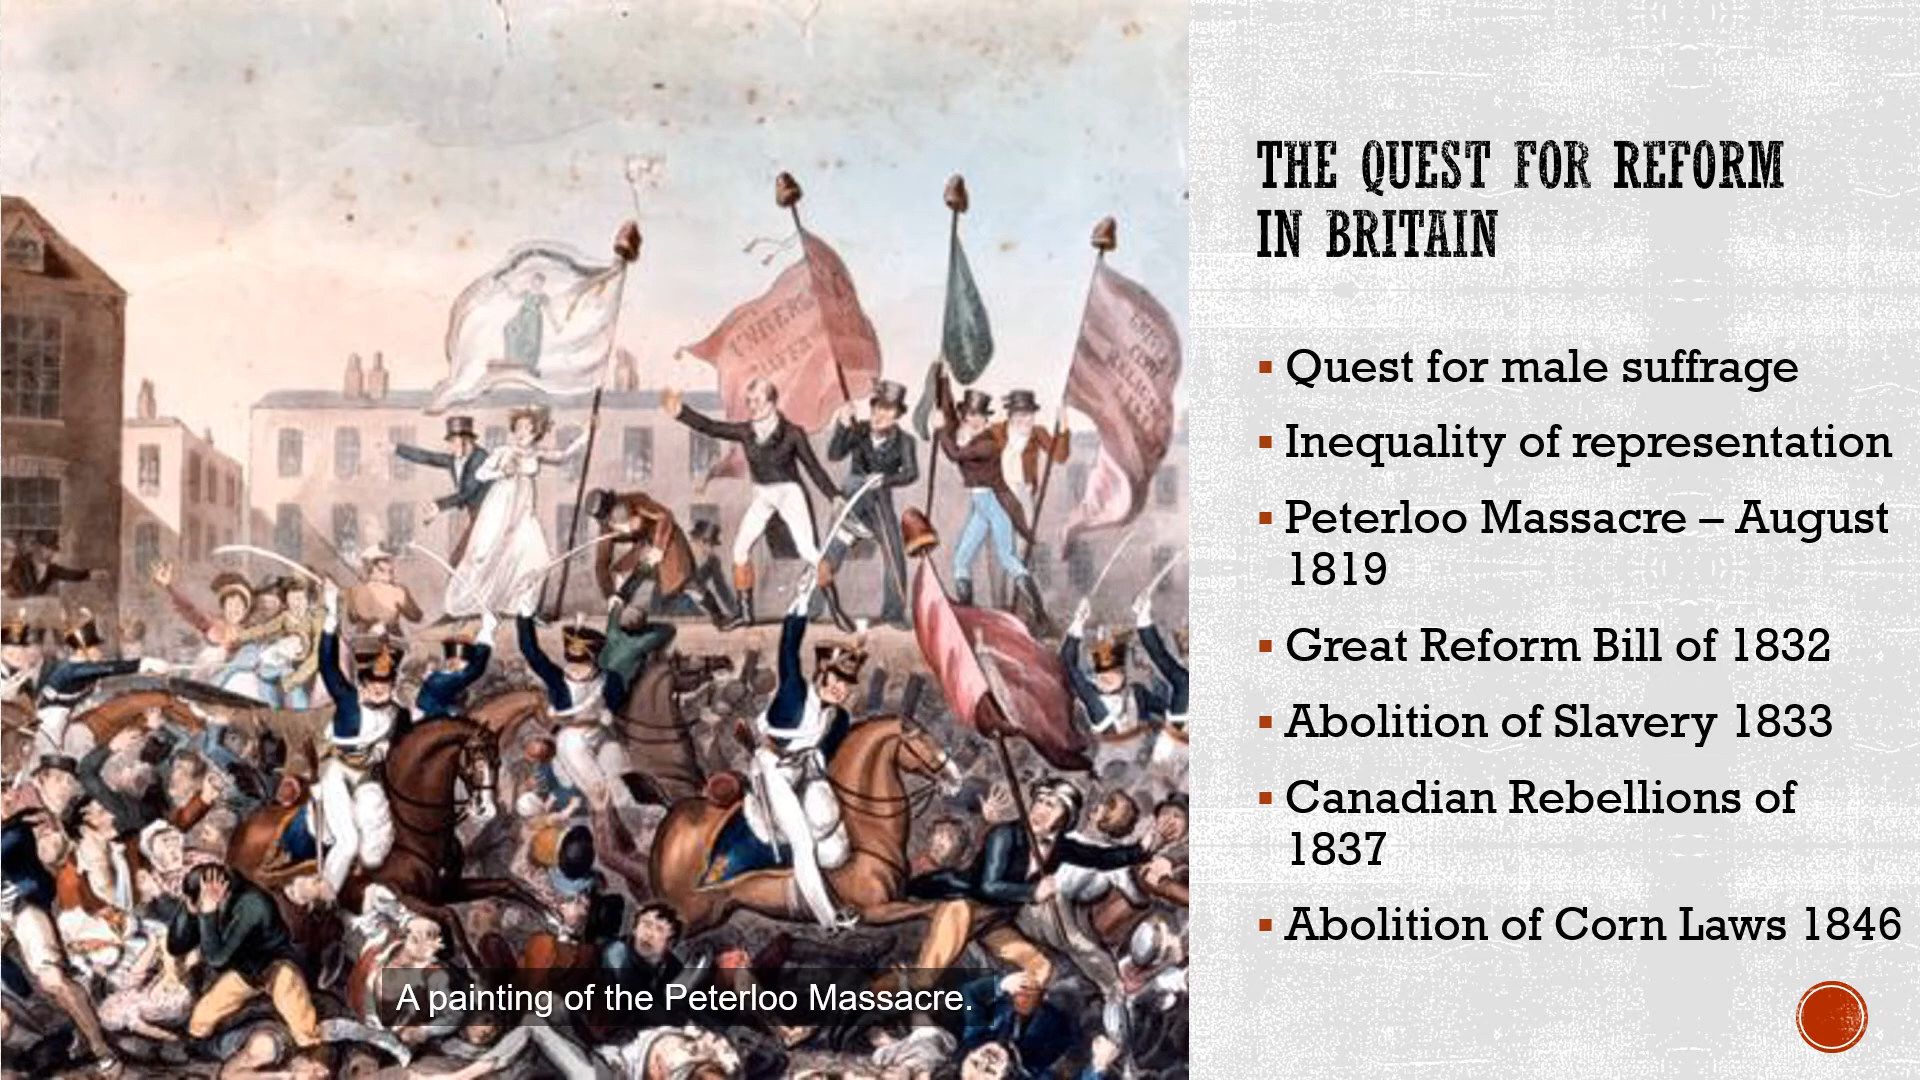 THE QUEST FOR REFORM
IN BRITAIN
▪ Quest for male suffrage
▪ Inequality of representation
▪ Peterloo Massacre – August
1819
▪ Great Reform Bill of 1832
▪ Abolition of Slavery 1833
▪ Canadian Rebellions of
1837
▪ Abolition of Corn Laws 1846
A painting of the Peterloo Massacre.